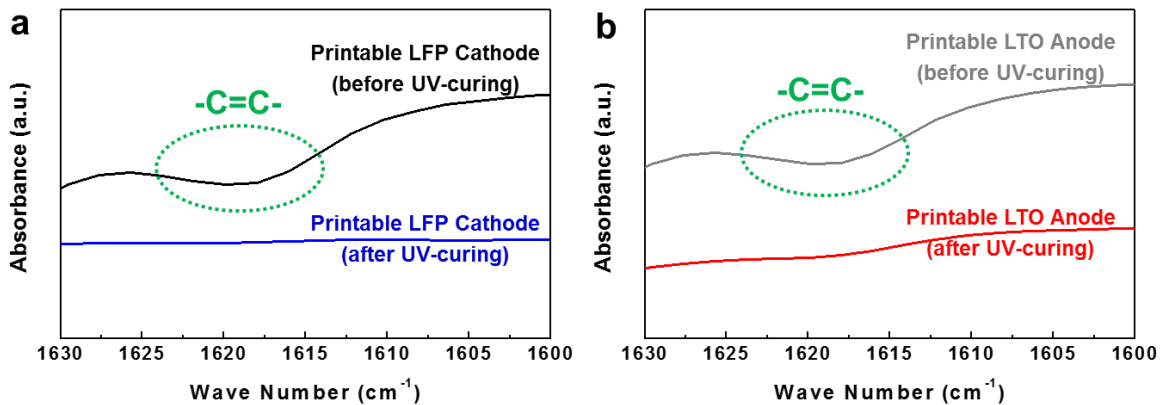 a
Printable LFP Cathode
(before UV-curing)
-C=C-
Printable LFP Cathode
(after UV-curing)
Absorbance (a.u.)
1630 1625 1620 1615 1610 1605 1600
Wave Number (cm⁻¹)
b
Printable LTO Anode
(before UV-curing)
-C=C-
Printable LTO Anode
(after UV-curing)
Absorbance (a.u.)
1630 1625 1620 1615 1610 1605 1600
Wave Number (cm⁻¹)